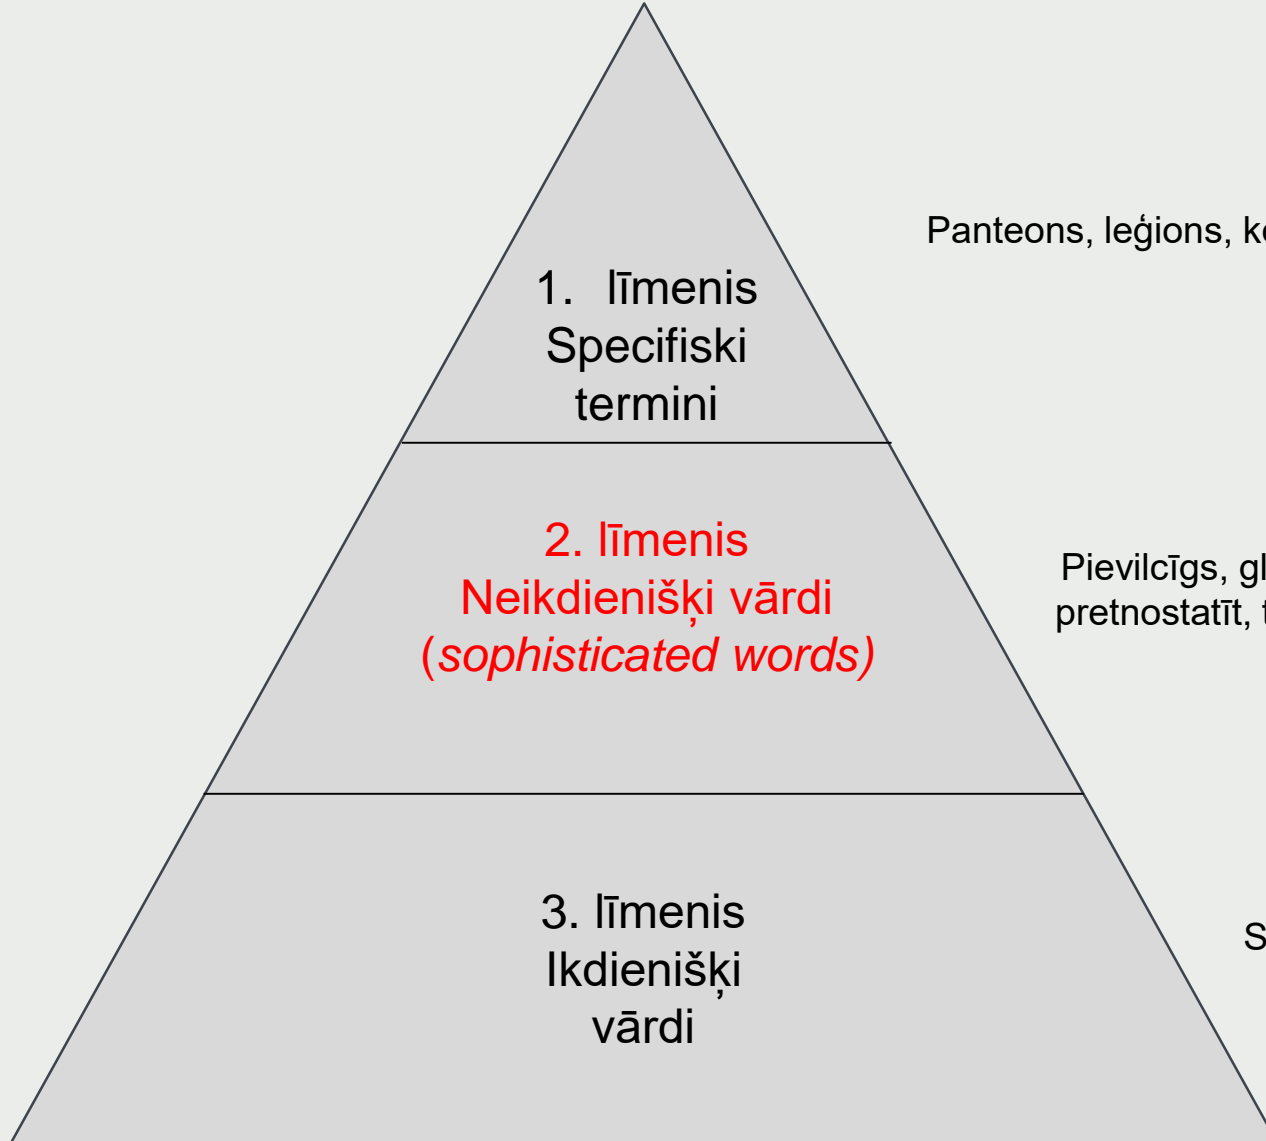 Panteons, leģions,
1. līmenis
Specifiski
termini
2. līmenis
Neikdienišķi vārdi
(sophisticated words)
Pievilcīgs,
pretnostatīt,
3. līmenis
Ikdienišķi
vārdi